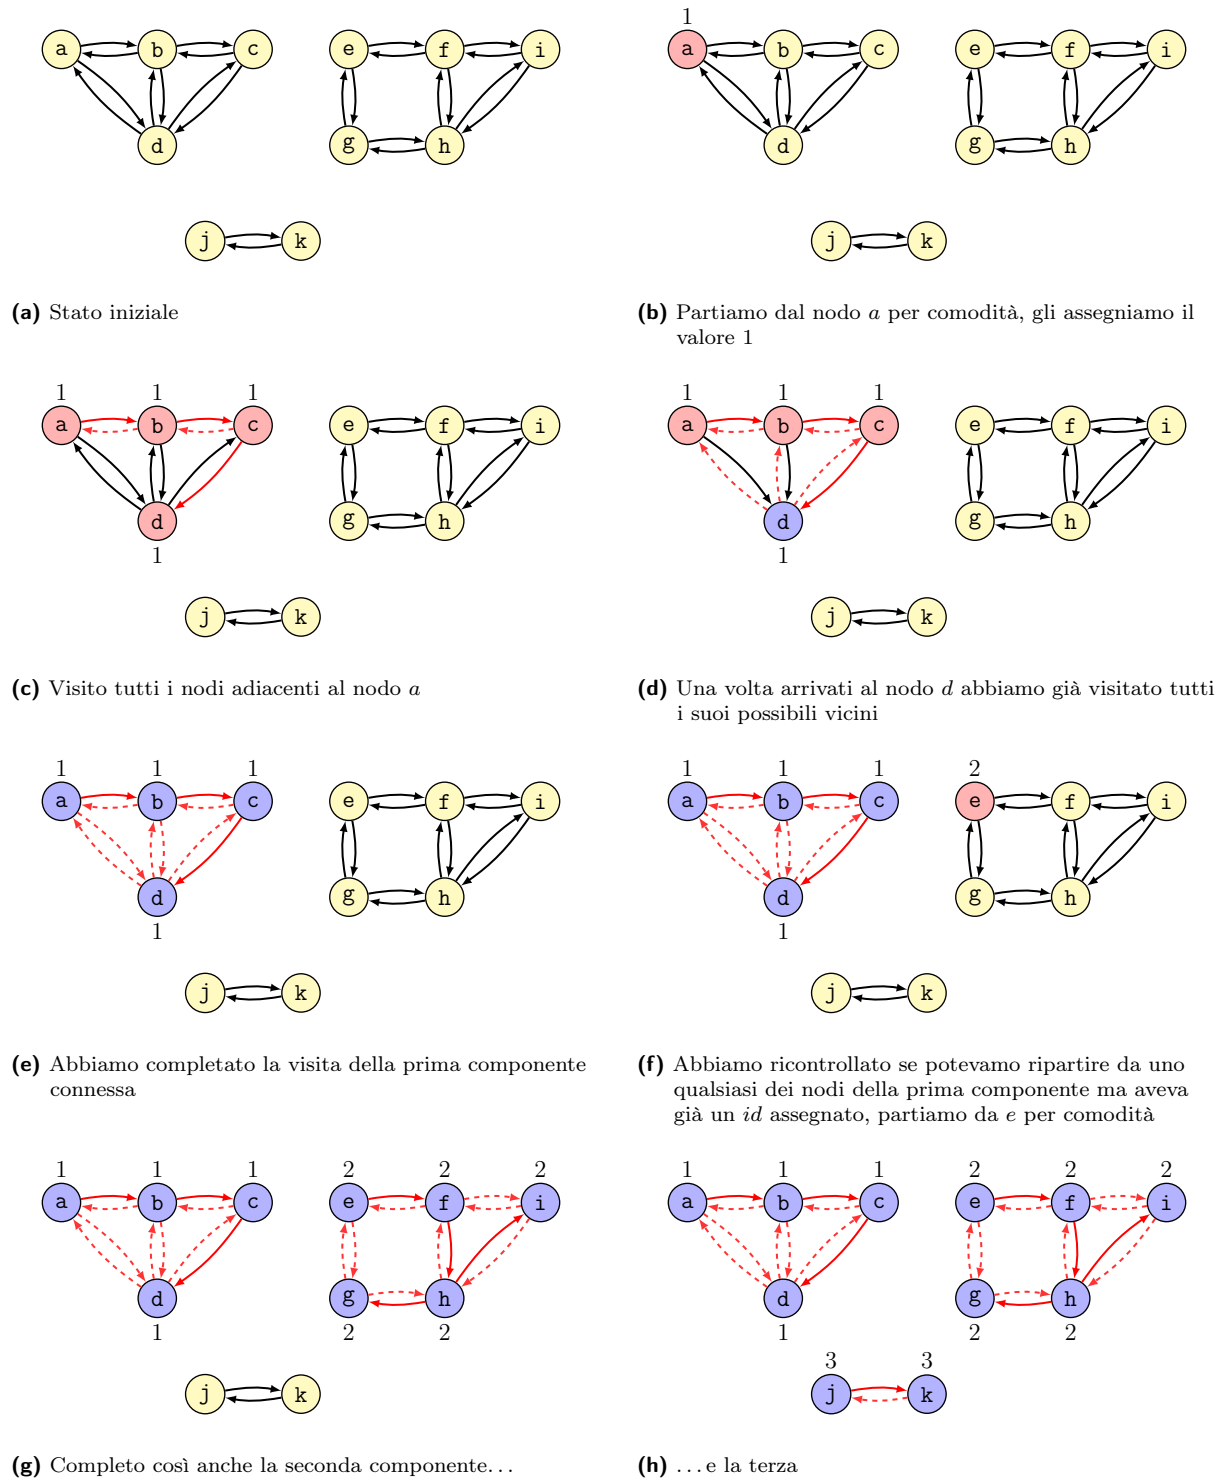 1
a b c e f i
a b c e f i
d g h
d g h
j k
j k
(a) Stato iniziale
(b) Partiamo dal nodo a per comodità, gli assegniamo il
valore 1
1 1 1
1 1 1
a b c e f i
a b c e f i
d g h
d g h
1
1
j k
j k
(c) Visito tutti i nodi adiacenti al nodo a
(d) Una volta arrivati al nodo d abbiamo già visitato tutti
i suoi possibili vicini
1 1 1
1 1 1 2
a b c e f i
a b c e f i
d g h
d g h
1
1
j k
j k
(e) Abbiamo completato la visita della prima componente
connessa
(f) Abbiamo ricontrollato se potevamo ripartire da uno
qualsiasi dei nodi della prima componente ma aveva
già un id assegnato, partiamo da e per comodità
1 1 1 2 2 2
1 1 1 2 2 2
a b c e f i
a b c e f i
d g h
d g h
1 2 2
1 2 2
3 3
j k
j k
(g) Completo così anche la seconda componente...
(h) ...e la terza